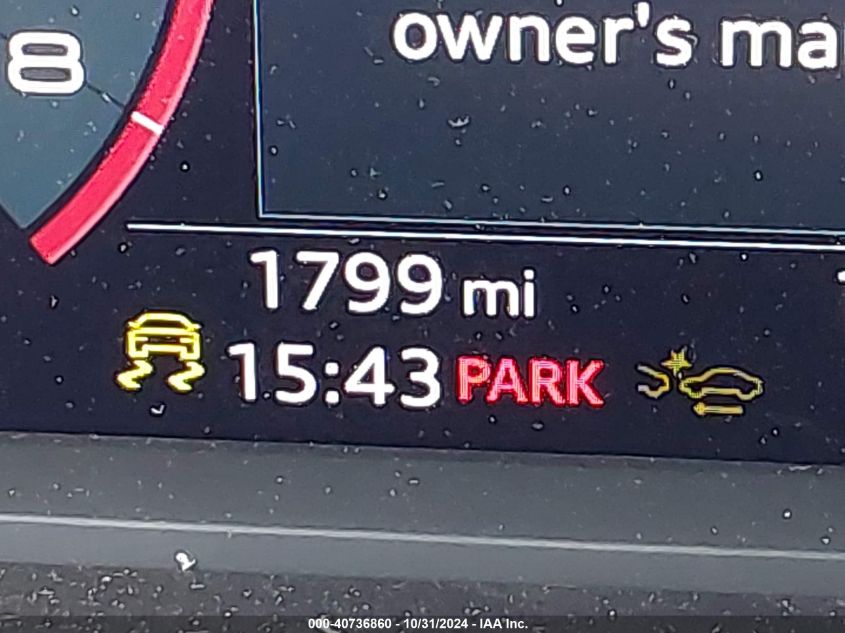 8
owner's ma
1799 mi
15:43 PARK
000-40736860 - 10/31/2024 - IAA Inc.